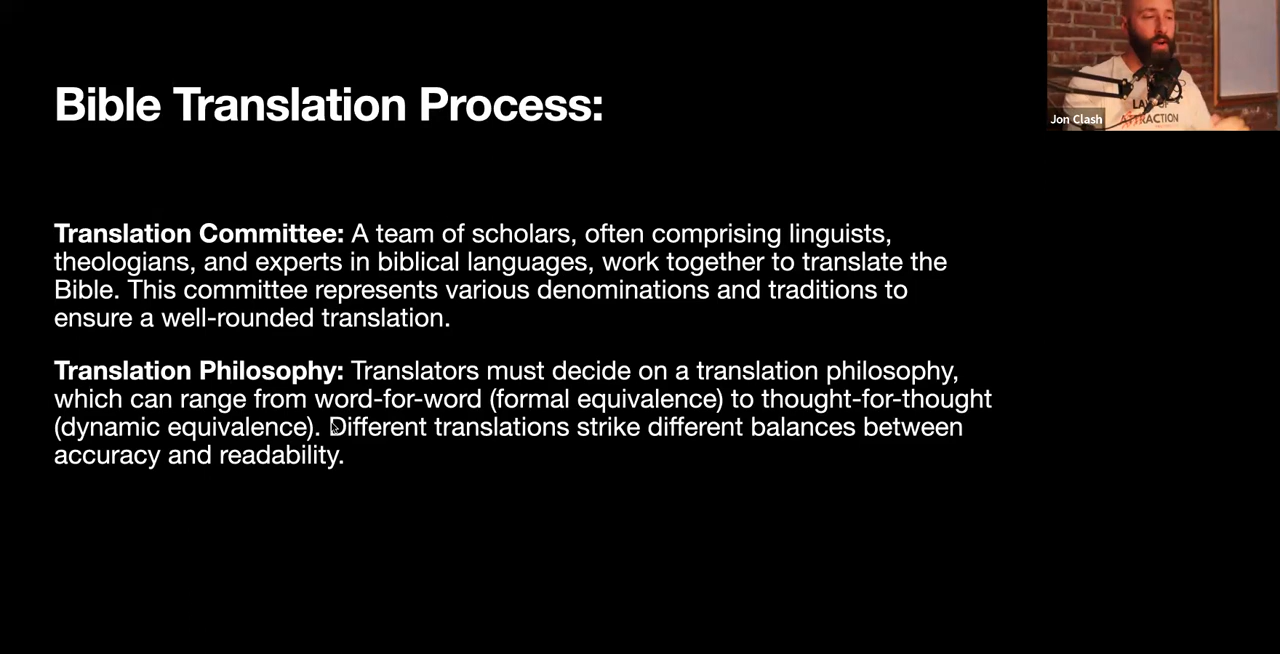 Bible Translation Process:
Translation Committee: A team of scholars, often comprising linguists,
theologians, and experts in biblical languages, work together to translate the
Bible. This committee represents various denominations and traditions to
ensure a well-rounded translation.
Translation Philosophy: Translators must decide on a translation philosophy,
which can range from word-for-word (formal equivalence) to thought-for-thought
(dynamic equivalence). Different translations strike different balances between
accuracy and readability.
Jon Clash
LAW OF
ATTRACTION